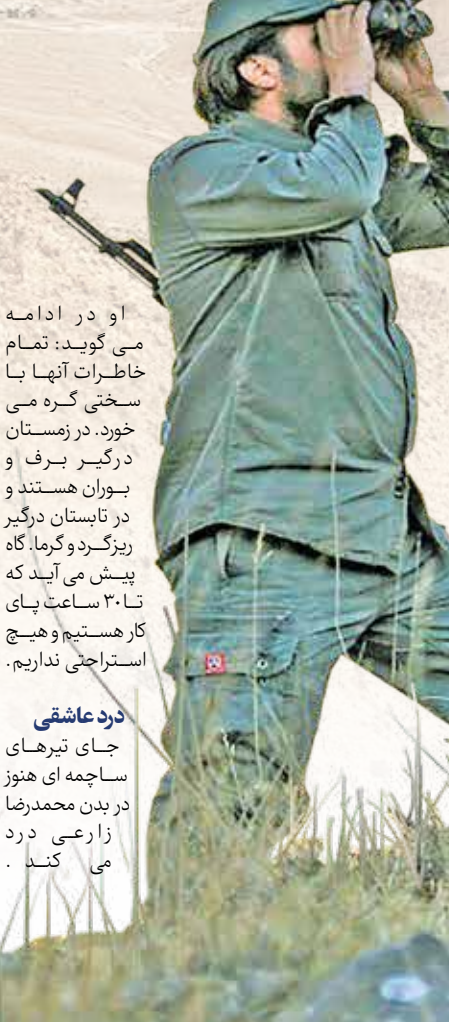 او در ادامه
می گوید: تمام
خاطرات آنها با
سختی گره می
خورد. در زمستان
درگیر برف و
بوران هستند و
در تابستان درگیر
ریزگرد و گرما. گاه
پیش می آید که
تا ۳۰ ساعت پای
کار هستیم و هیچ
استراحتی نداریم.
درد عاشقی
جای تیرهای
ساچمه ای هنوز
در بدن محمدرضا
زارعی درد
می کند .